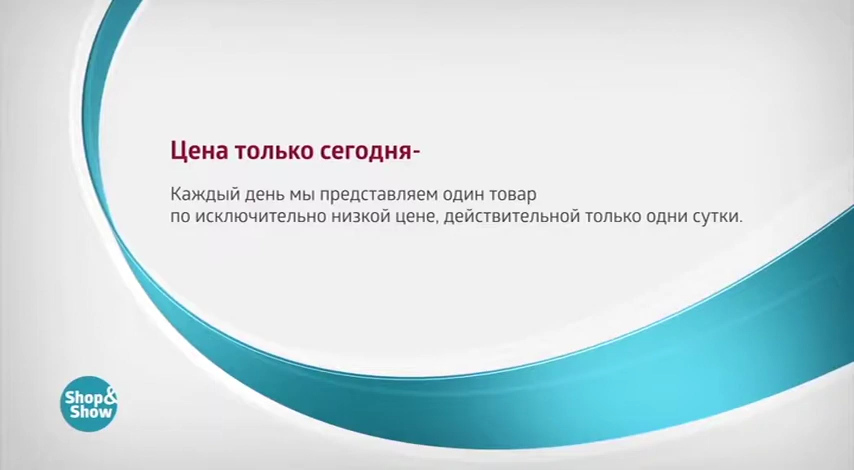 Цена только сегодня-
Каждый день мы представляем один товар
по исключительно низкой цене, действительной только одни сутки.
Shop&
Show